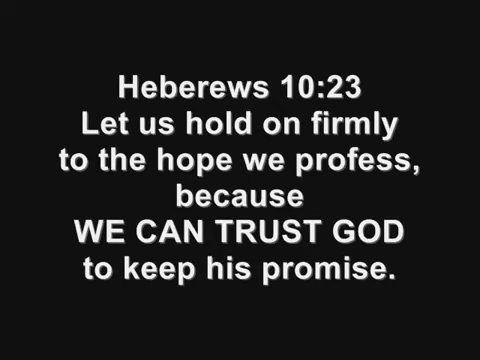 Heberews 10:23
Let us hold on firmly
to the hope we profess,
because
WE CAN TRUST GOD
to keep his promise.